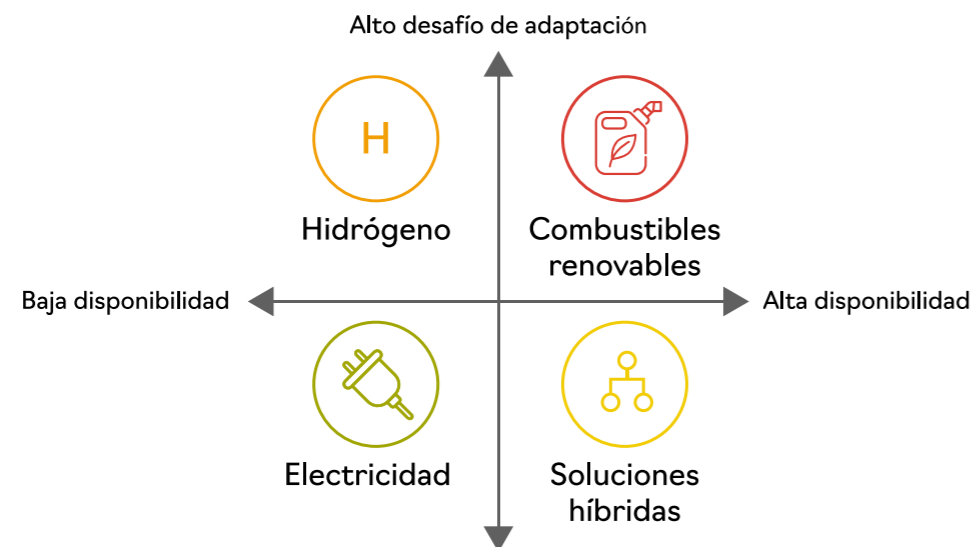 Alto desafío de adaptación
H
Hidrógeno
Combustibles
renovables
Baja disponibilidad
Alta disponibilidad
Electricidad
Soluciones
híbridas